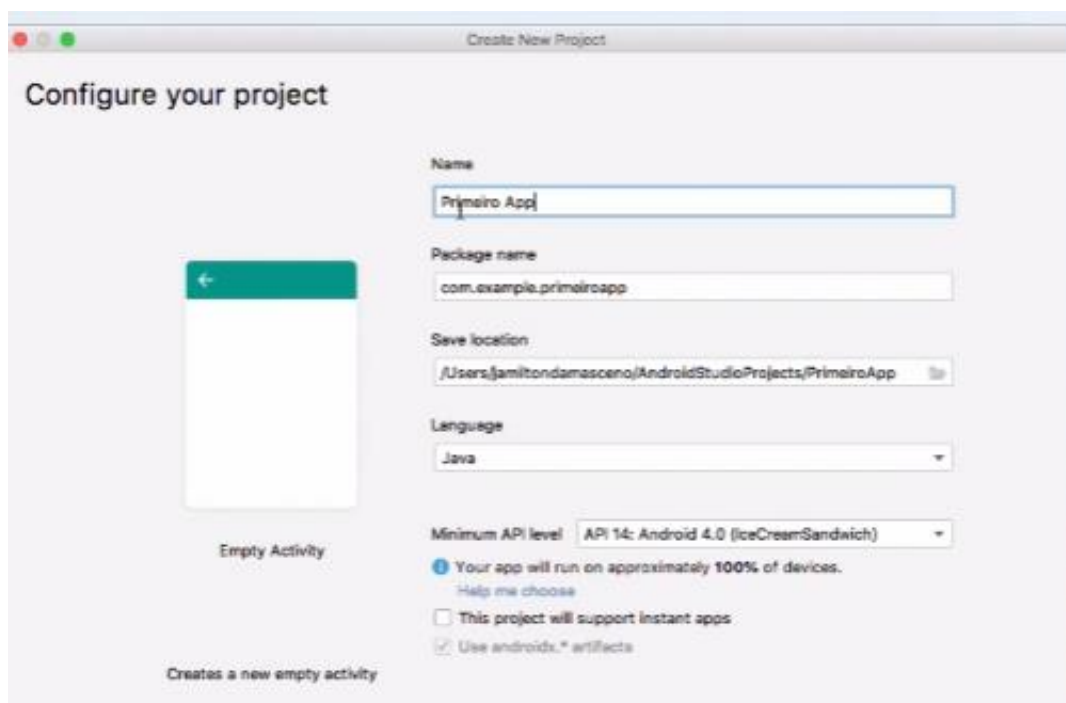 Create New Project
Configure your project
Name
Primeiro App
Package name
com.example.primeiroapp
Save location
/Users/jamiltondamasceno/AndroidStudioProjects/PrimeiroApp
Language
Java
Minimum API level API 14: Android 4.0 (IceCreamSandwich)
Your app will run on approximately 100% of devices.
Help me choose
This project will support instant apps
Use androidx.* artifacts
Empty Activity
Creates a new empty activity